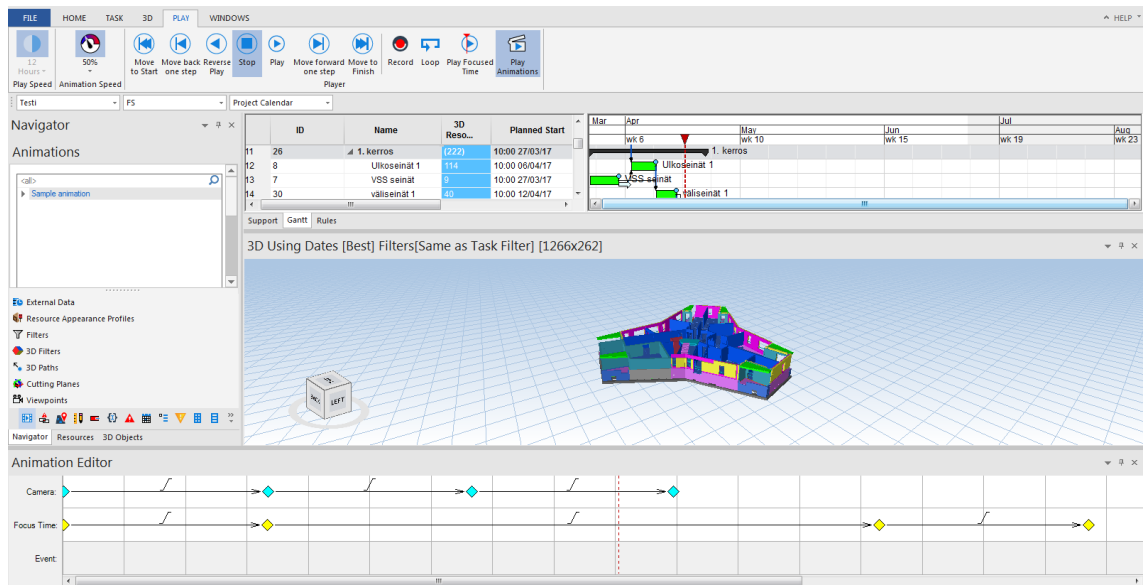 FILE HOME TASK 3D PLAY WINDOWS HELP
12 Hours 50% Move to Start Move back one step Reverse Play Stop Play Move forward one step Move to Finish Record Loop Play Focused Time Play Animations
Play Speed Animation Speed Player
Testi FS Project Calendar
Navigator
Animations
<all>
Sample animation
External Data
Resource Appearance Profiles
Filters
3D Filters
3D Paths
Cutting Planes
Viewpoints
Navigator Resources 3D Objects
ID Name 3D Reso... Planned Start
11 26 1. kerros (222) 10:00 27/03/17
12 8 Ulkoseinät 1 114 10:00 06/04/17
13 7 VSS seinät 9 10:00 27/03/17
14 30 väliseinät 1 40 10:00 12/04/17
Mar Apr Jul
May Jun Aug
wk 6 wk 10 wk 15 wk 19 wk 23
1. kerros
Ulkoseinät 1
VSS seinät
väliseinät 1
Support Gantt Rules
3D Using Dates [Best] Filters[Same as Task Filter] [1266x262]
LEFT
Animation Editor
Camera:
Focus Time:
Event: